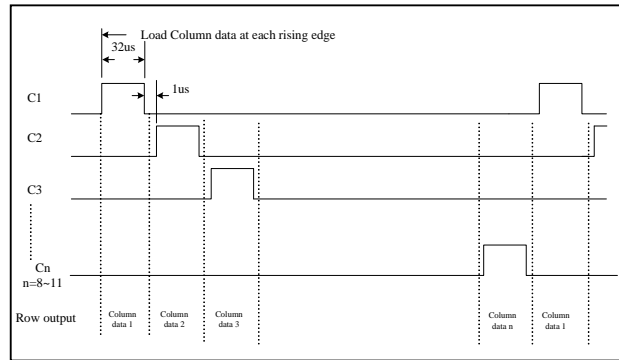 Load Column data at each rising edge
32us
1us
C1
C2
C3
Cn
n=8~11
Row output
Column
data 1
Column
data 2
Column
data 3
Column
data n
Column
data 1